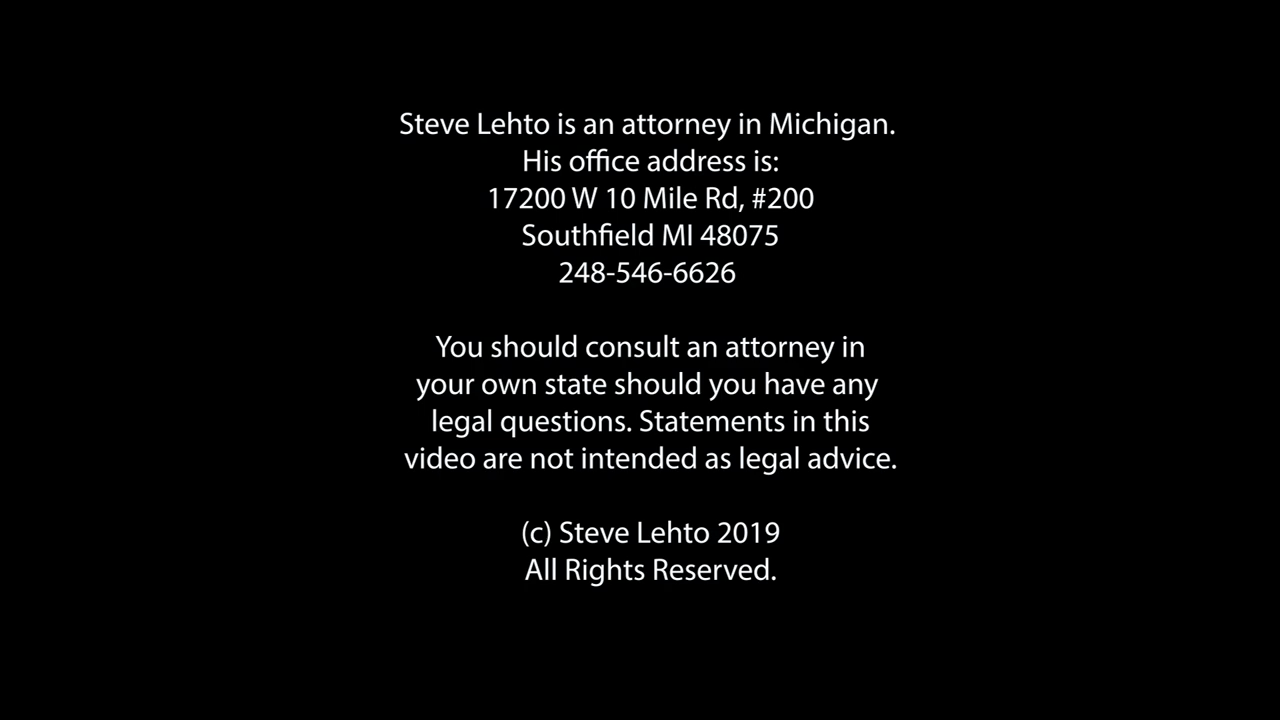 Steve Lehto is an attorney in Michigan.
His office address is:
17200 W 10 Mile Rd, #200
Southfield MI 48075
248-546-6626
You should consult an attorney in
your own state should you have any
legal questions. Statements in this
video are not intended as legal advice.
(c) Steve Lehto 2019
All Rights Reserved.